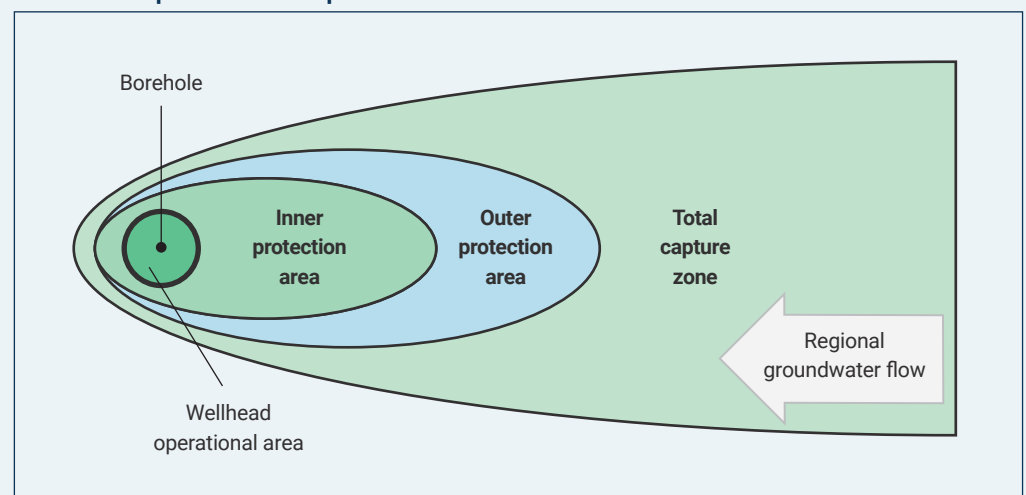 Borehole
Inner
protection
area
Outer
protection
area
Total
capture
zone
Regional
groundwater flow
Wellhead
operational area